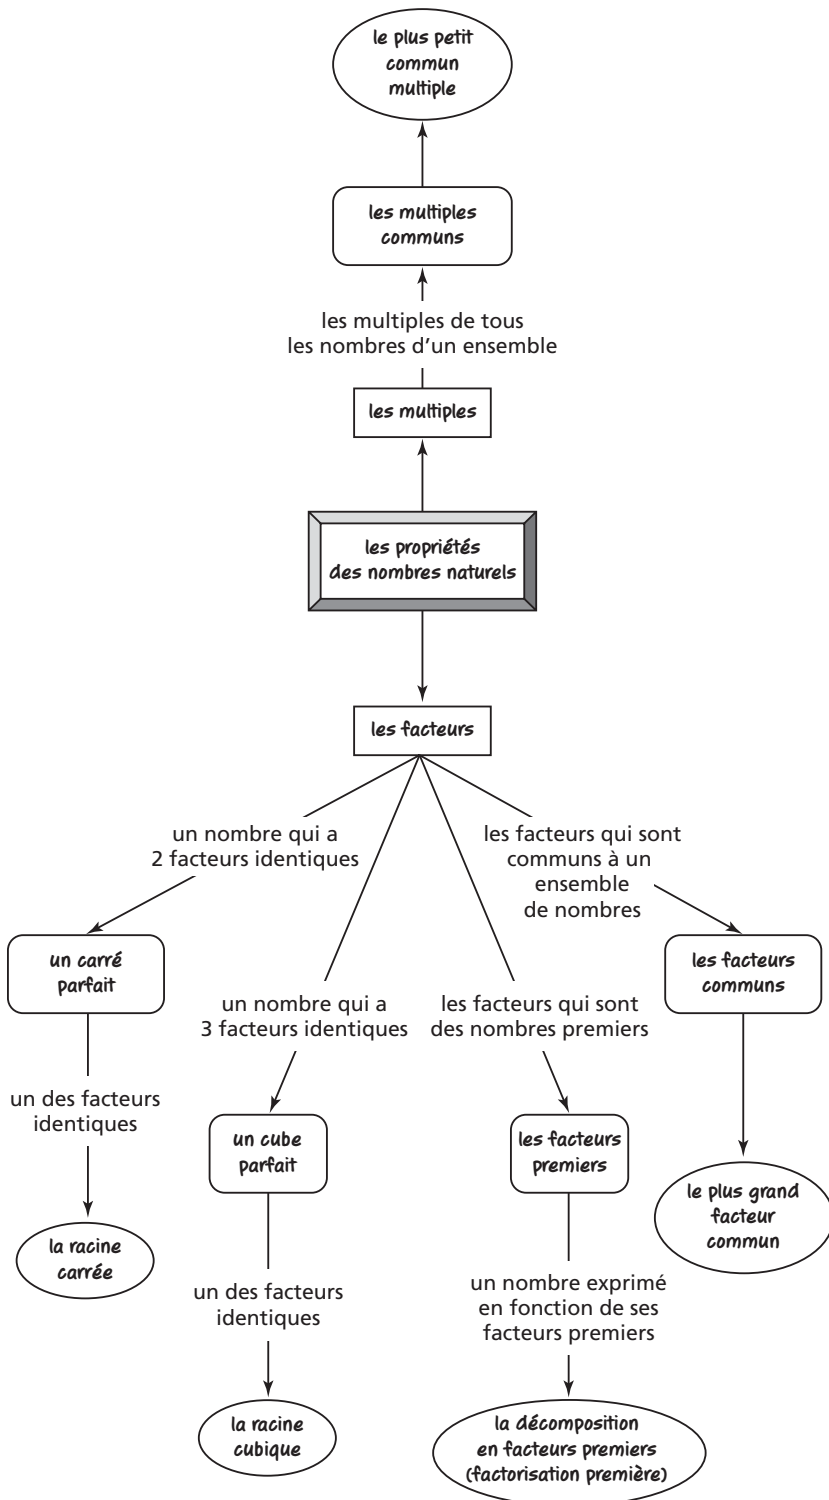 le plus petit
commun
multiple
les multiples
communs
les multiples de tous
les nombres d'un ensemble
les multiples
les propriétés
des nombres naturels
les facteurs
un nombre qui a
2 facteurs identiques
les facteurs qui sont
communs à un
ensemble
de nombres
un carré
parfait
les facteurs
communs
un nombre qui a
3 facteurs identiques
les facteurs qui sont
des nombres premiers
un des facteurs
identiques
un cube
parfait
les facteurs
premiers
la racine
carrée
le plus grand
facteur
commun
un des facteurs
identiques
un nombre exprimé
en fonction de ses
facteurs premiers
la racine
cubique
la décomposition
en facteurs premiers
(factorisation première)